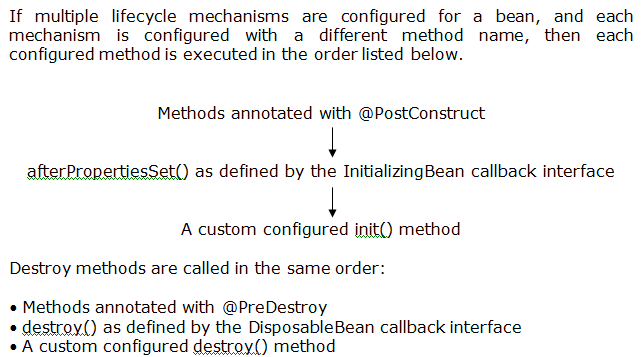 If multiple lifecycle mechanisms are configured for a bean, and each
mechanism is configured with a different method name, then each
configured method is executed in the order listed below.
Methods annotated with @PostConstruct
afterPropertiesSet() as defined by the InitializingBean callback interface
A custom configured init() method
Destroy methods are called in the same order:
• Methods annotated with @PreDestroy
• destroy() as defined by the DisposableBean callback interface
• A custom configured destroy() method